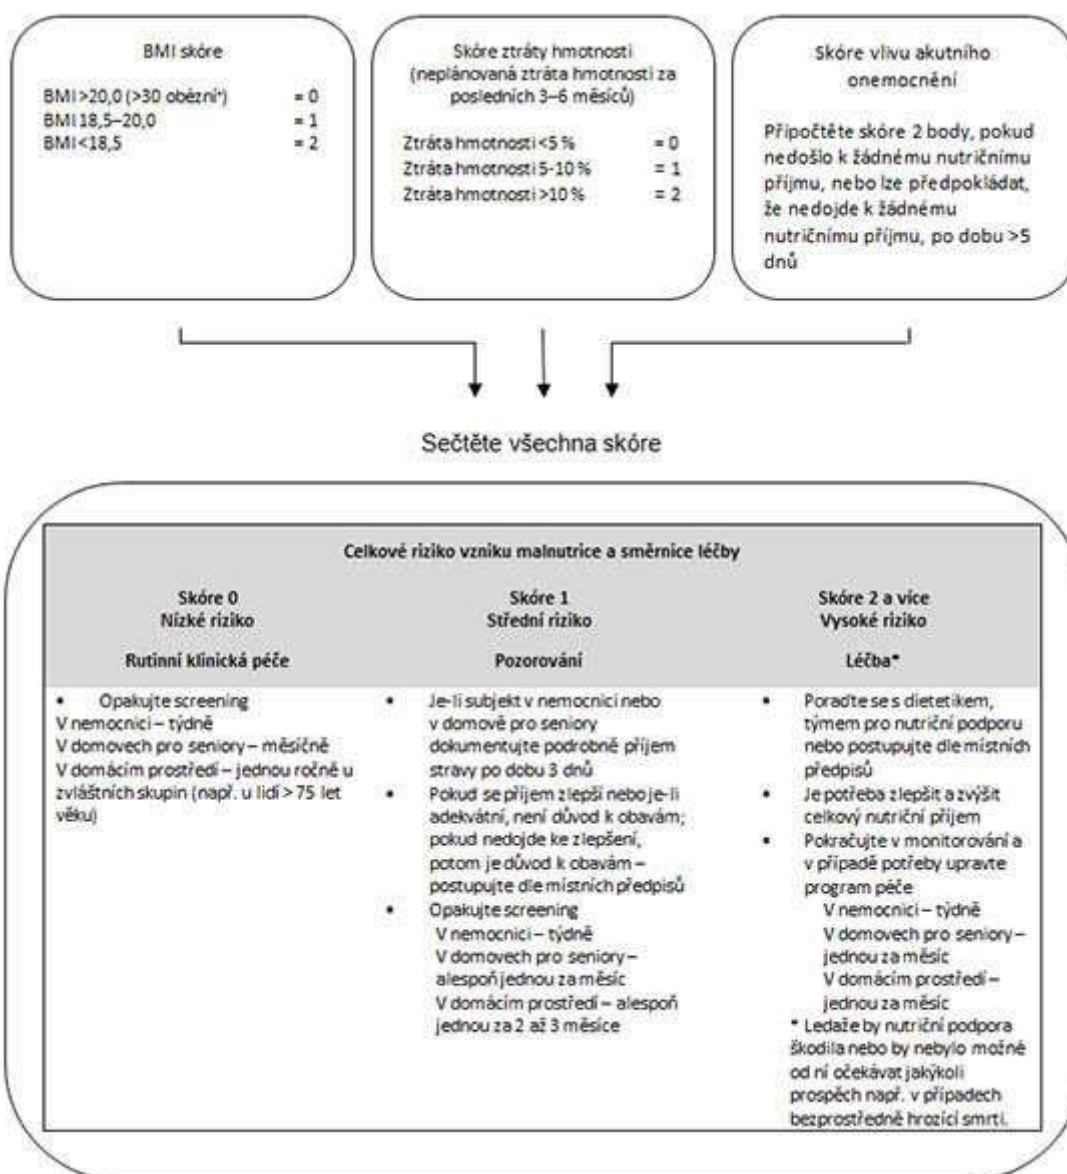 BMI skóre
BMI >20,0 (>30 obézní*) = 0
BMI 18,5–20,0 = 1
BMI <18,5 = 2
Skóre ztráty hmotnosti
(neplánovaná ztráta hmotnosti za
posledních 3–6 měsíců)
Ztráta hmotnosti <5 % = 0
Ztráta hmotnosti 5-10 % = 1
Ztráta hmotnosti >10 % = 2
Skóre vlivu akutního
onemocnění
Připočtěte skóre 2 body, pokud
nedošlo k žádnému nutričnímu
příjmu, nebo lze předpokládat,
že nedojde k žádnému
nutričnímu příjmu, po dobu >5
dnů
Sečtěte všechna skóre
Celkové riziko vzniku malnutrice a směrnice léčby
Skóre 0
Nízké riziko
Rutinní klinická péče
• Opakujte screening
V nemocnici – týdně
V domovech pro seniory – měsíčně
V domácím prostředí – jednou ročně u
zvláštních skupin (např. u lidí > 75 let
věku)
Skóre 1
Střední riziko
Pozorování
• Je-li subjekt v nemocnici nebo
v domově pro seniory
dokumentujte podrobně příjem
stravy po dobu 3 dnů
• Pokud se příjem zlepší nebo je-li
adekvátní, není důvod k obavám;
pokud nedojde ke zlepšení,
potom je důvod k obavám –
postupujte dle místních předpisů
• Opakujte screening
V nemocnici – týdně
V domovech pro seniory –
alespoň jednou za měsíc
V domácím prostředí – alespoň
jednou za 2 až 3 měsíce
Skóre 2 a více
Vysoké riziko
Léčba*
• Poraďte se s dietetikem,
týmem pro nutriční podporu
nebo postupujte dle místních
předpisů
• Je potřeba zlepšit a zvýšit
celkový nutriční příjem
• Pokračujte v monitorování a
v případě potřeby upravte
program péče
V nemocnici – týdně
V domovech pro seniory –
jednou za měsíc
V domácím prostředí –
jednou za měsíc
* Ledaže by nutriční podpora
škodila nebo by nebylo možné
od ní očekávat jakýkoli
prospěch např. v případech
bezprostředně hrozící smrti.